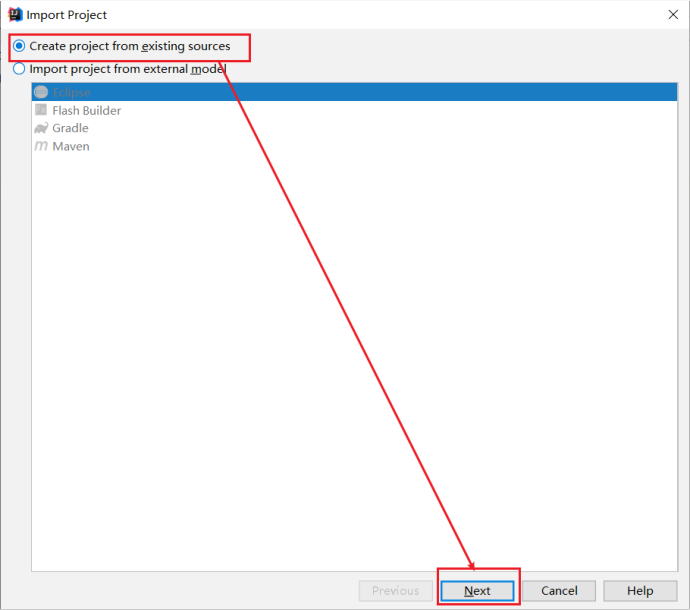 Import Project
Create project from existing sources
Import project from external model
Eclipse
Flash Builder
Gradle
Maven
Previous Next Cancel Help